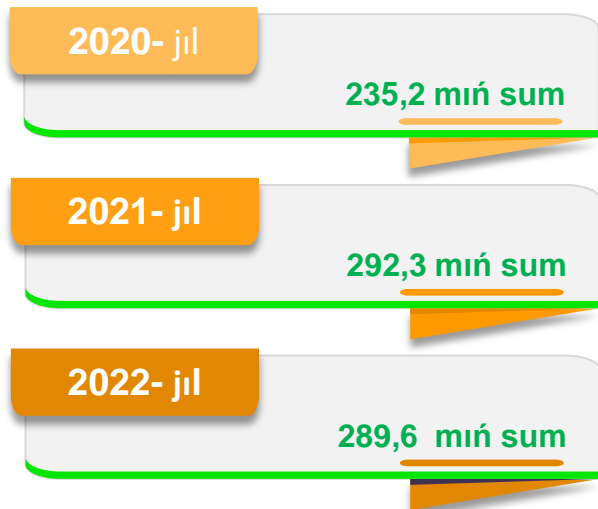 2020- jıl
235,2 mıń sum
2021- jıl
292,3 mıń sum
2022- jıl
289,6 mıń sum